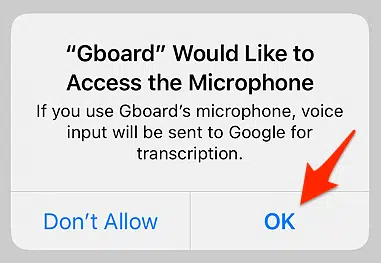 “Gboard” Would Like to
Access the Microphone
If you use Gboard’s microphone, voice
input will be sent to Google for
transcription.
Don’t Allow
OK